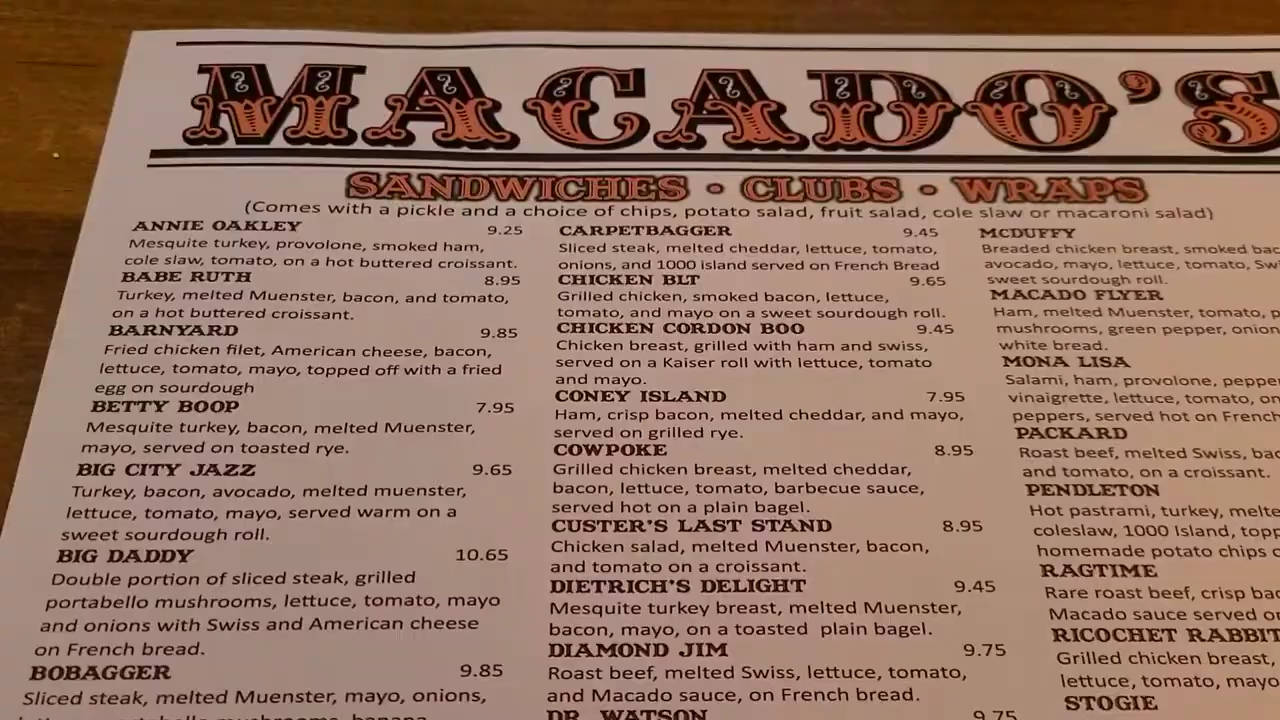 MACADO'S
SANDWICHES • CLUBS • WRAPS
(Comes with a pickle and a choice of chips, potato salad, fruit salad, cole slaw or macaroni salad)
ANNIE OAKLEY 9.25
Mesquite turkey, provolone, smoked ham,
cole slaw, tomato, on a hot buttered croissant.
BABE RUTH 8.95
Turkey, melted Muenster, bacon, and tomato,
on a hot buttered croissant.
BARNYARD 9.85
Fried chicken filet, American cheese, bacon,
lettuce, tomato, mayo, topped off with a fried
egg on sourdough
BETTY BOOP 7.95
Mesquite turkey, bacon, melted Muenster,
mayo, served on toasted rye.
BIG CITY JAZZ 9.65
Turkey, bacon, avocado, melted muenster,
lettuce, tomato, mayo, served warm on a
sweet sourdough roll.
BIG DADDY 10.65
Double portion of sliced steak, grilled
portabello mushrooms, lettuce, tomato, mayo
and onions with Swiss and American cheese
on French bread.
BOBAGGER 9.85
Sliced steak, melted Muenster, mayo, onions,
CARPETBAGGER 9.45
Sliced steak, melted cheddar, lettuce, tomato,
onions, and 1000 island served on French Bread
CHICKEN BLT 9.65
Grilled chicken, smoked bacon, lettuce,
tomato, and mayo on a sweet sourdough roll.
CHICKEN CORDON BOO 9.45
Chicken breast, grilled with ham and swiss,
served on a Kaiser roll with lettuce, tomato
and mayo.
CONEY ISLAND 7.95
Ham, crisp bacon, melted cheddar, and mayo,
served on grilled rye.
COWPOKE 8.95
Grilled chicken breast, melted cheddar,
bacon, lettuce, tomato, barbecue sauce,
served hot on a plain bagel.
CUSTER'S LAST STAND 8.95
Chicken salad, melted Muenster, bacon,
and tomato on a croissant.
DIETRICH'S DELIGHT 9.45
Mesquite turkey breast, melted Muenster,
bacon, mayo, on a toasted plain bagel.
DIAMOND JIM 9.75
Roast beef, melted Swiss, lettuce, tomato,
and Macado sauce, on French bread.
DR. WATSON 9.75
MCDUFFY
Breaded chicken breast, smoked
avocado, mayo, lettuce, tomato,
sweet sourdough roll.
MACADO FLYER
Ham, melted Muenster, tomato,
mushrooms, green pepper,
white bread.
MONA LISA
Salami, ham, provolone,
vinaigrette, lettuce, tomato,
peppers, served hot on French
PACKARD
Roast beef, melted Swiss,
and tomato, on a croissant.
PENDLETON
Hot pastrami, turkey,
coleslaw, 1000 Island,
homemade potato chips
RAGTIME
Rare roast beef, crisp
Macado sauce served
RICOCHET RABBIT
Grilled chicken breast,
lettuce, tomato, mayo
STOGIE